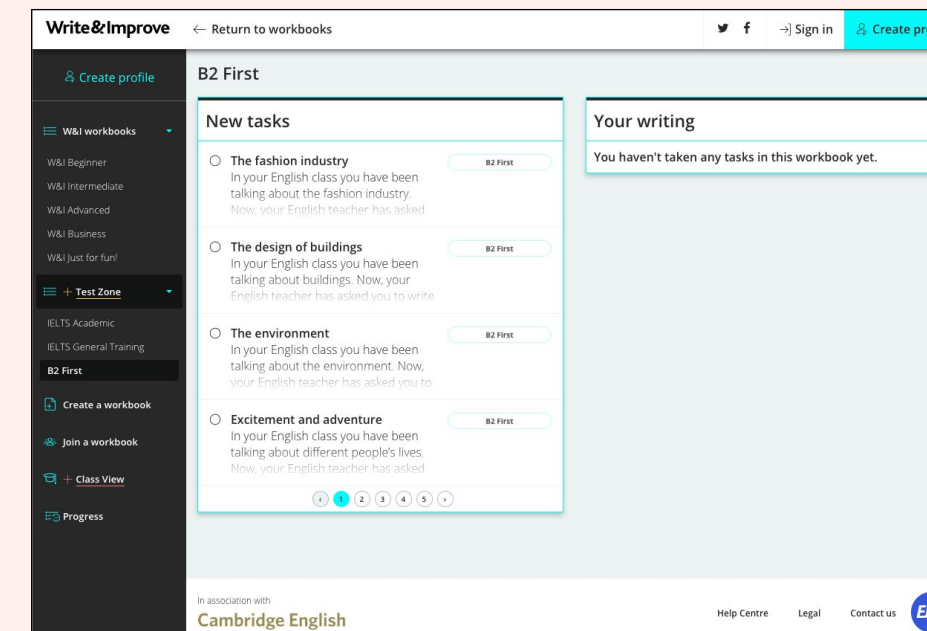 Write&Improve
← Return to workbooks
Sign in
Create pr
Create profile
W&I workbooks
W&I Beginner
W&I Intermediate
W&I Advanced
W&I Business
W&I Just for fun!
+ Test Zone
IELTS Academic
IELTS General Training
B2 First
Create a workbook
Join a workbook
+ Class View
Progress
B2 First
New tasks
The fashion industry
B2 First
In your English class you have been
talking about the fashion industry.
Now, your English teacher has asked
The design of buildings
B2 First
In your English class you have been
talking about buildings. Now, your
English teacher has asked you to write
The environment
B2 First
In your English class you have been
talking about the environment. Now,
your English teacher has asked you to
Excitement and adventure
B2 First
In your English class you have been
talking about different people's lives.
Now, your English teacher has asked
‹ 1 2 3 4 5 ›
Your writing
You haven't taken any tasks in this workbook yet.
In association with
Cambridge English
Help Centre
Legal
Contact us